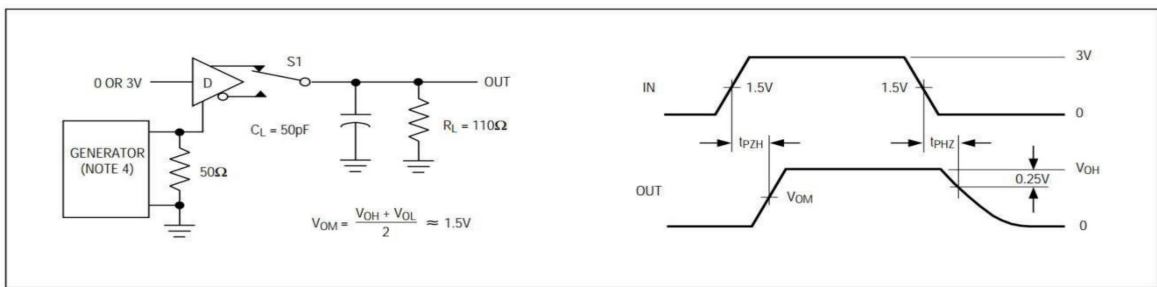 0 OR 3V
D
S1
OUT
C_L = 50pF
R_L = 110Ω
GENERATOR
(NOTE 4)
50Ω
V_OM = (V_OH + V_OL) / 2 ≈ 1.5V
IN
1.5V
1.5V
3V
0
t_PZH
t_PHZ
OUT
V_OM
V_OH
0.25V
0